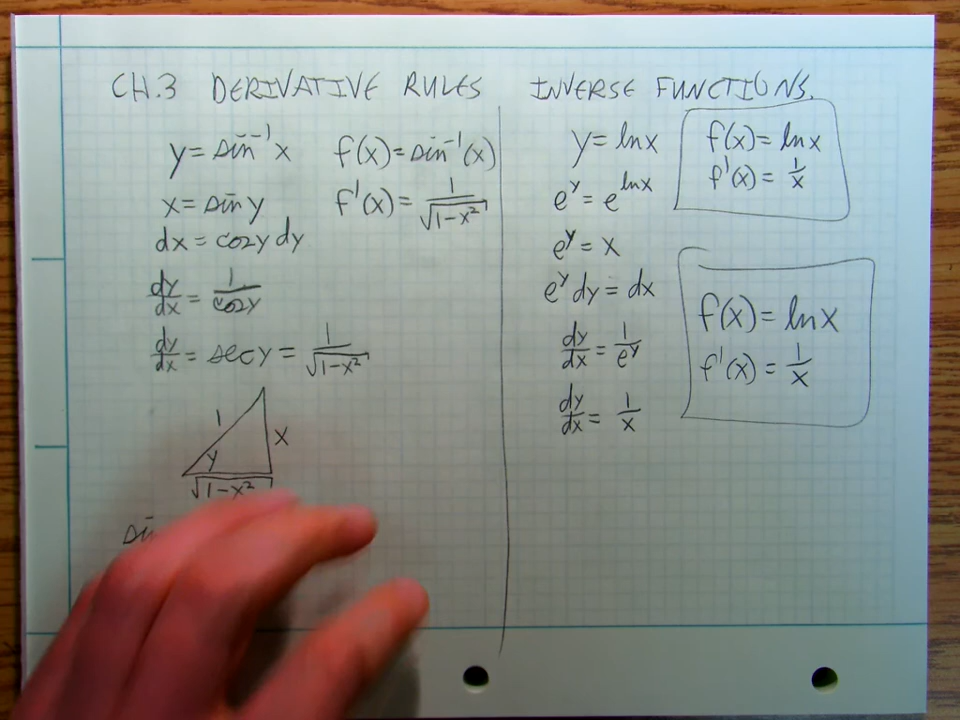 CH.3 DERIVATIVE RULES INVERSE FUNCTIONS.
y = sin⁻¹x
f(x) = sin⁻¹(x)
x = sin y
f'(x) = 1/√(1-x²)
dx = cos y dy
dy/dx = 1/cos y
dy/dx = sec y = 1/√(1-x²)
1
x
y
√(1-x²)
y = ln x
e^y = e^(ln x)
e^y = x
e^y dy = dx
dy/dx = 1/e^y
dy/dx = 1/x
f(x) = ln x
f'(x) = 1/x
f(x) = ln x
f'(x) = 1/x